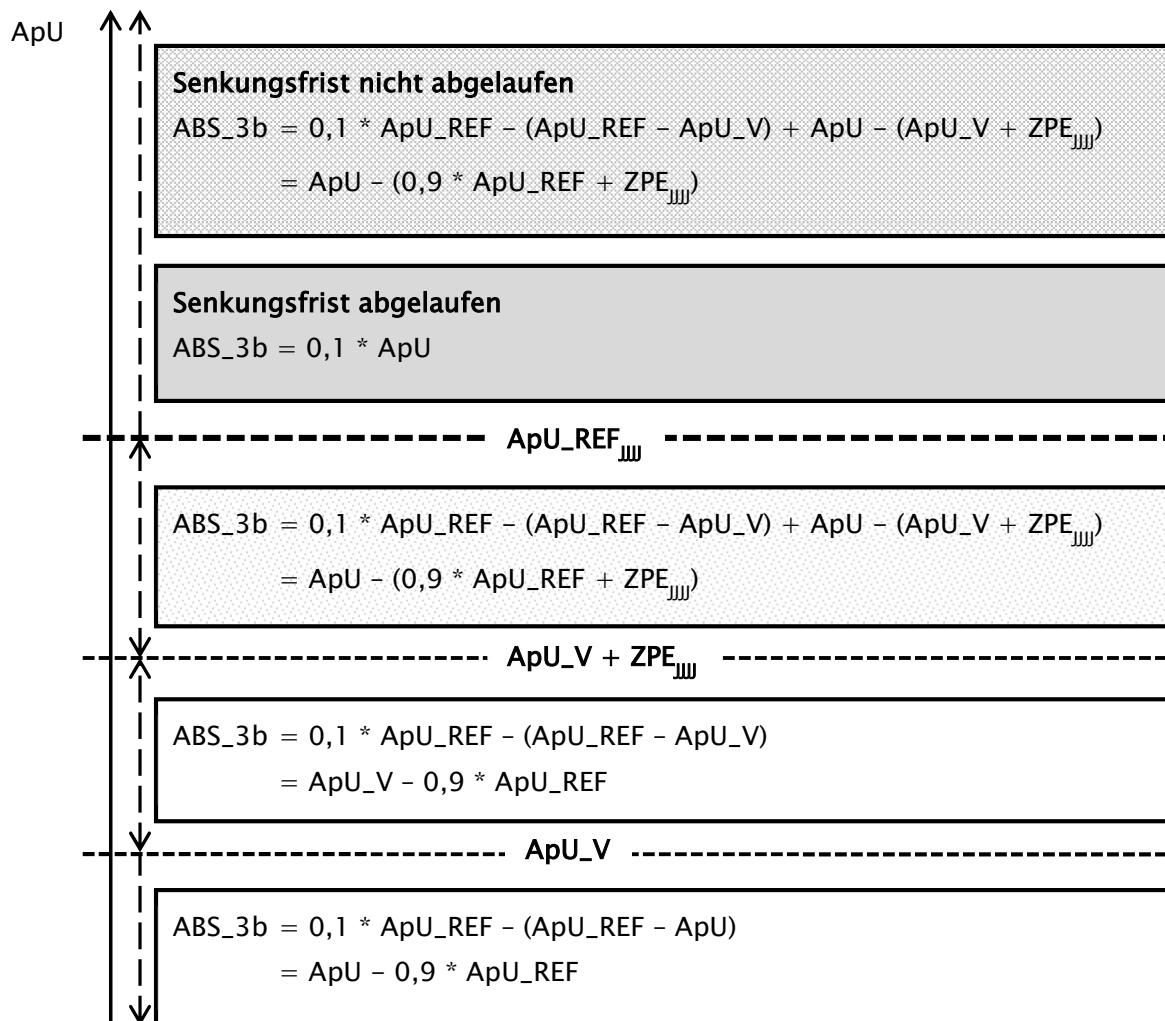 ApU
Senkungsfrist nicht abgelaufen
ABS_3b = 0,1 * ApU_REF – (ApU_REF – ApU_V) + ApU – (ApU_V + ZPE_JJJJ)
= ApU – (0,9 * ApU_REF + ZPE_JJJJ)
Senkungsfrist abgelaufen
ABS_3b = 0,1 * ApU
ApU_REF_JJJJ
ABS_3b = 0,1 * ApU_REF – (ApU_REF – ApU_V) + ApU – (ApU_V + ZPE_JJJJ)
= ApU – (0,9 * ApU_REF + ZPE_JJJJ)
ApU_V + ZPE_JJJJ
ABS_3b = 0,1 * ApU_REF – (ApU_REF – ApU_V)
= ApU_V – 0,9 * ApU_REF
ApU_V
ABS_3b = 0,1 * ApU_REF – (ApU_REF – ApU)
= ApU – 0,9 * ApU_REF